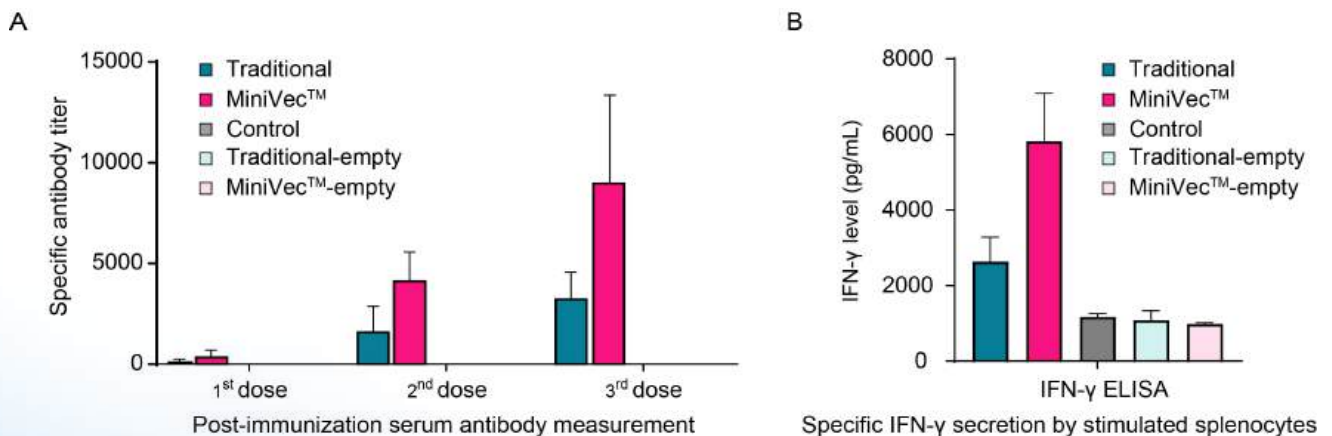 A
Specific antibody titer
15000
10000
5000
0
Traditional
MiniVec™
Control
Traditional-empty
MiniVec™-empty
1st dose
2nd dose
3rd dose
Post-immunization serum antibody measurement
B
IFN-γ level (pg/mL)
8000
6000
4000
2000
0
Traditional
MiniVec™
Control
Traditional-empty
MiniVec™-empty
IFN-γ ELISA
Specific IFN-γ secretion by stimulated splenocytes